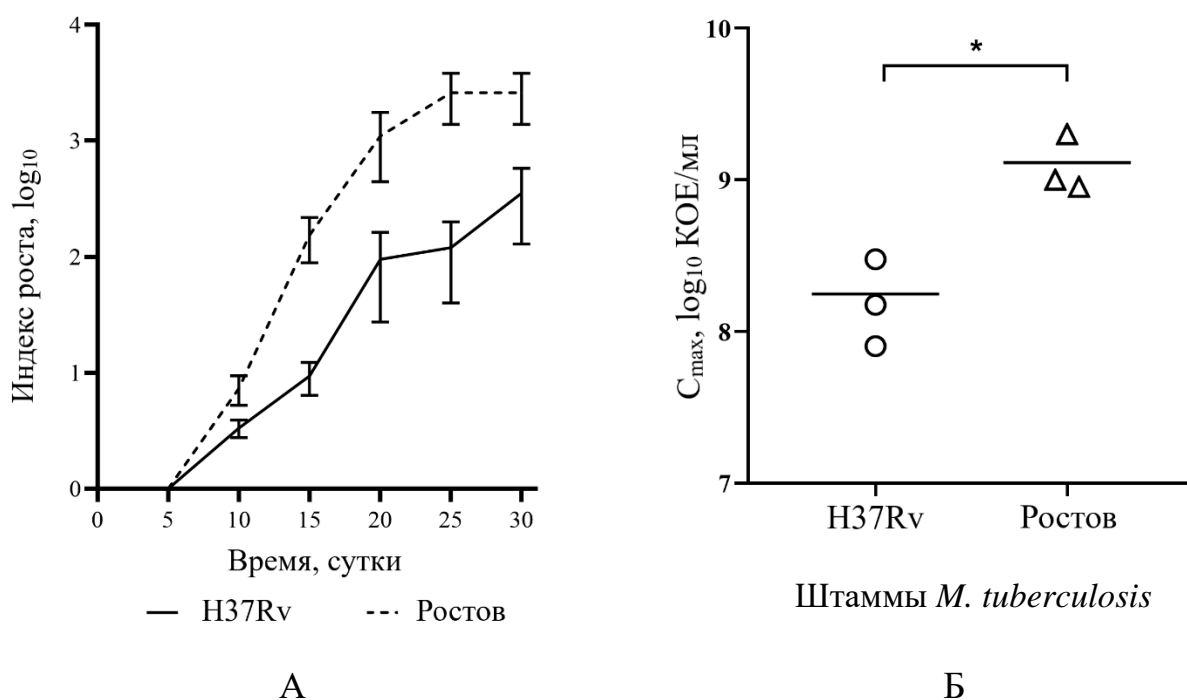 Индекс роста, log₁₀
4
3
2
1
0
0 5 10 15 20 25 30
Время, сутки
H37Rv Ростов
А
Cmax, log₁₀ КОЕ/мл
10
9
8
7
*
H37Rv Ростов
Штаммы M. tuberculosis
Б